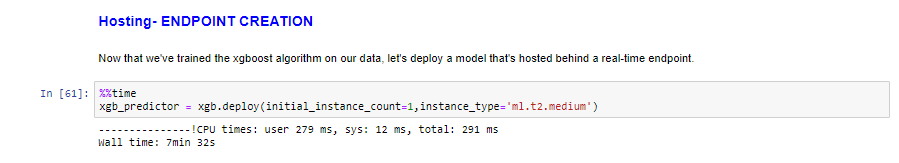 Hosting- ENDPOINT CREATION
Now that we've trained the xgboost algorithm on our data, let's deploy a model that's hosted behind a real-time endpoint.
In [61]: %%time
xgb_predictor = xgb.deploy(initial_instance_count=1,instance_type='ml.t2.medium')
---------------!CPU times: user 279 ms, sys: 12 ms, total: 291 ms
Wall time: 7min 32s